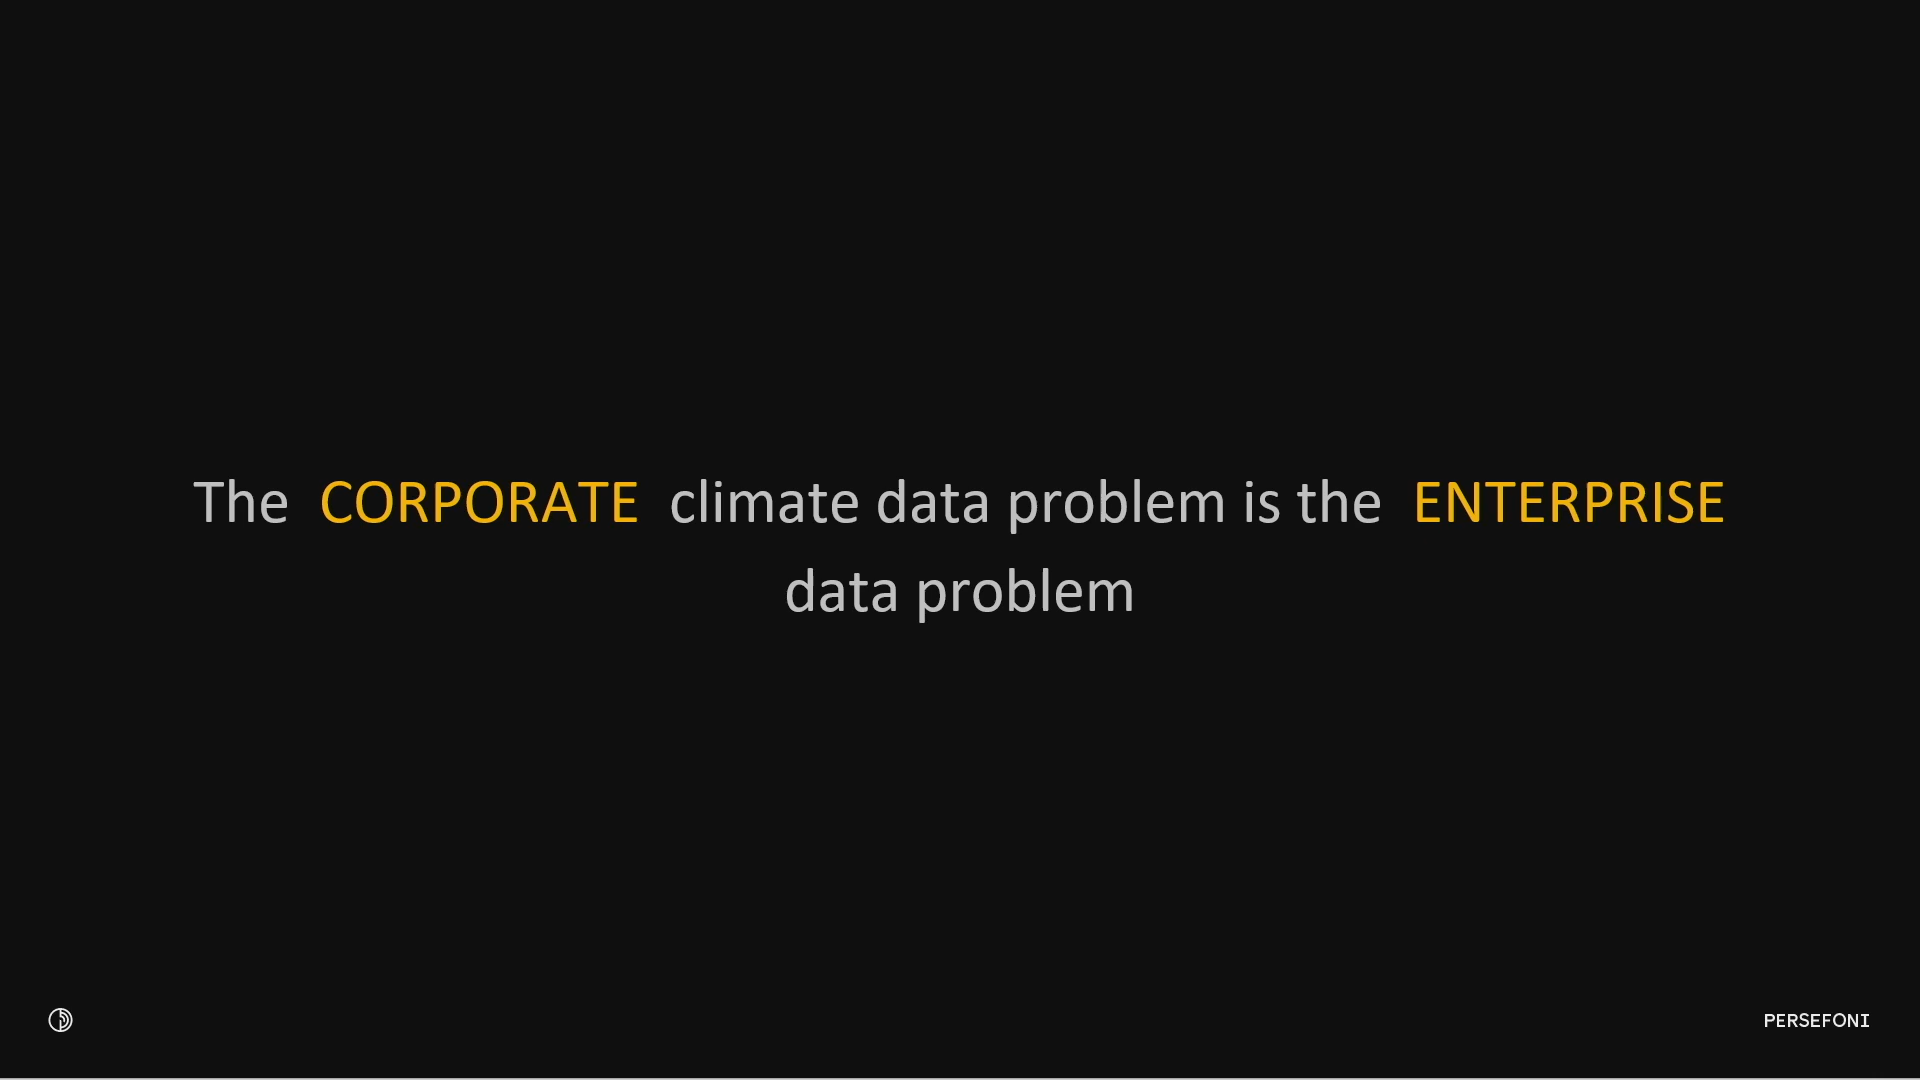 The CORPORATE climate data problem is the ENTERPRISE
data problem
PERSEFONI